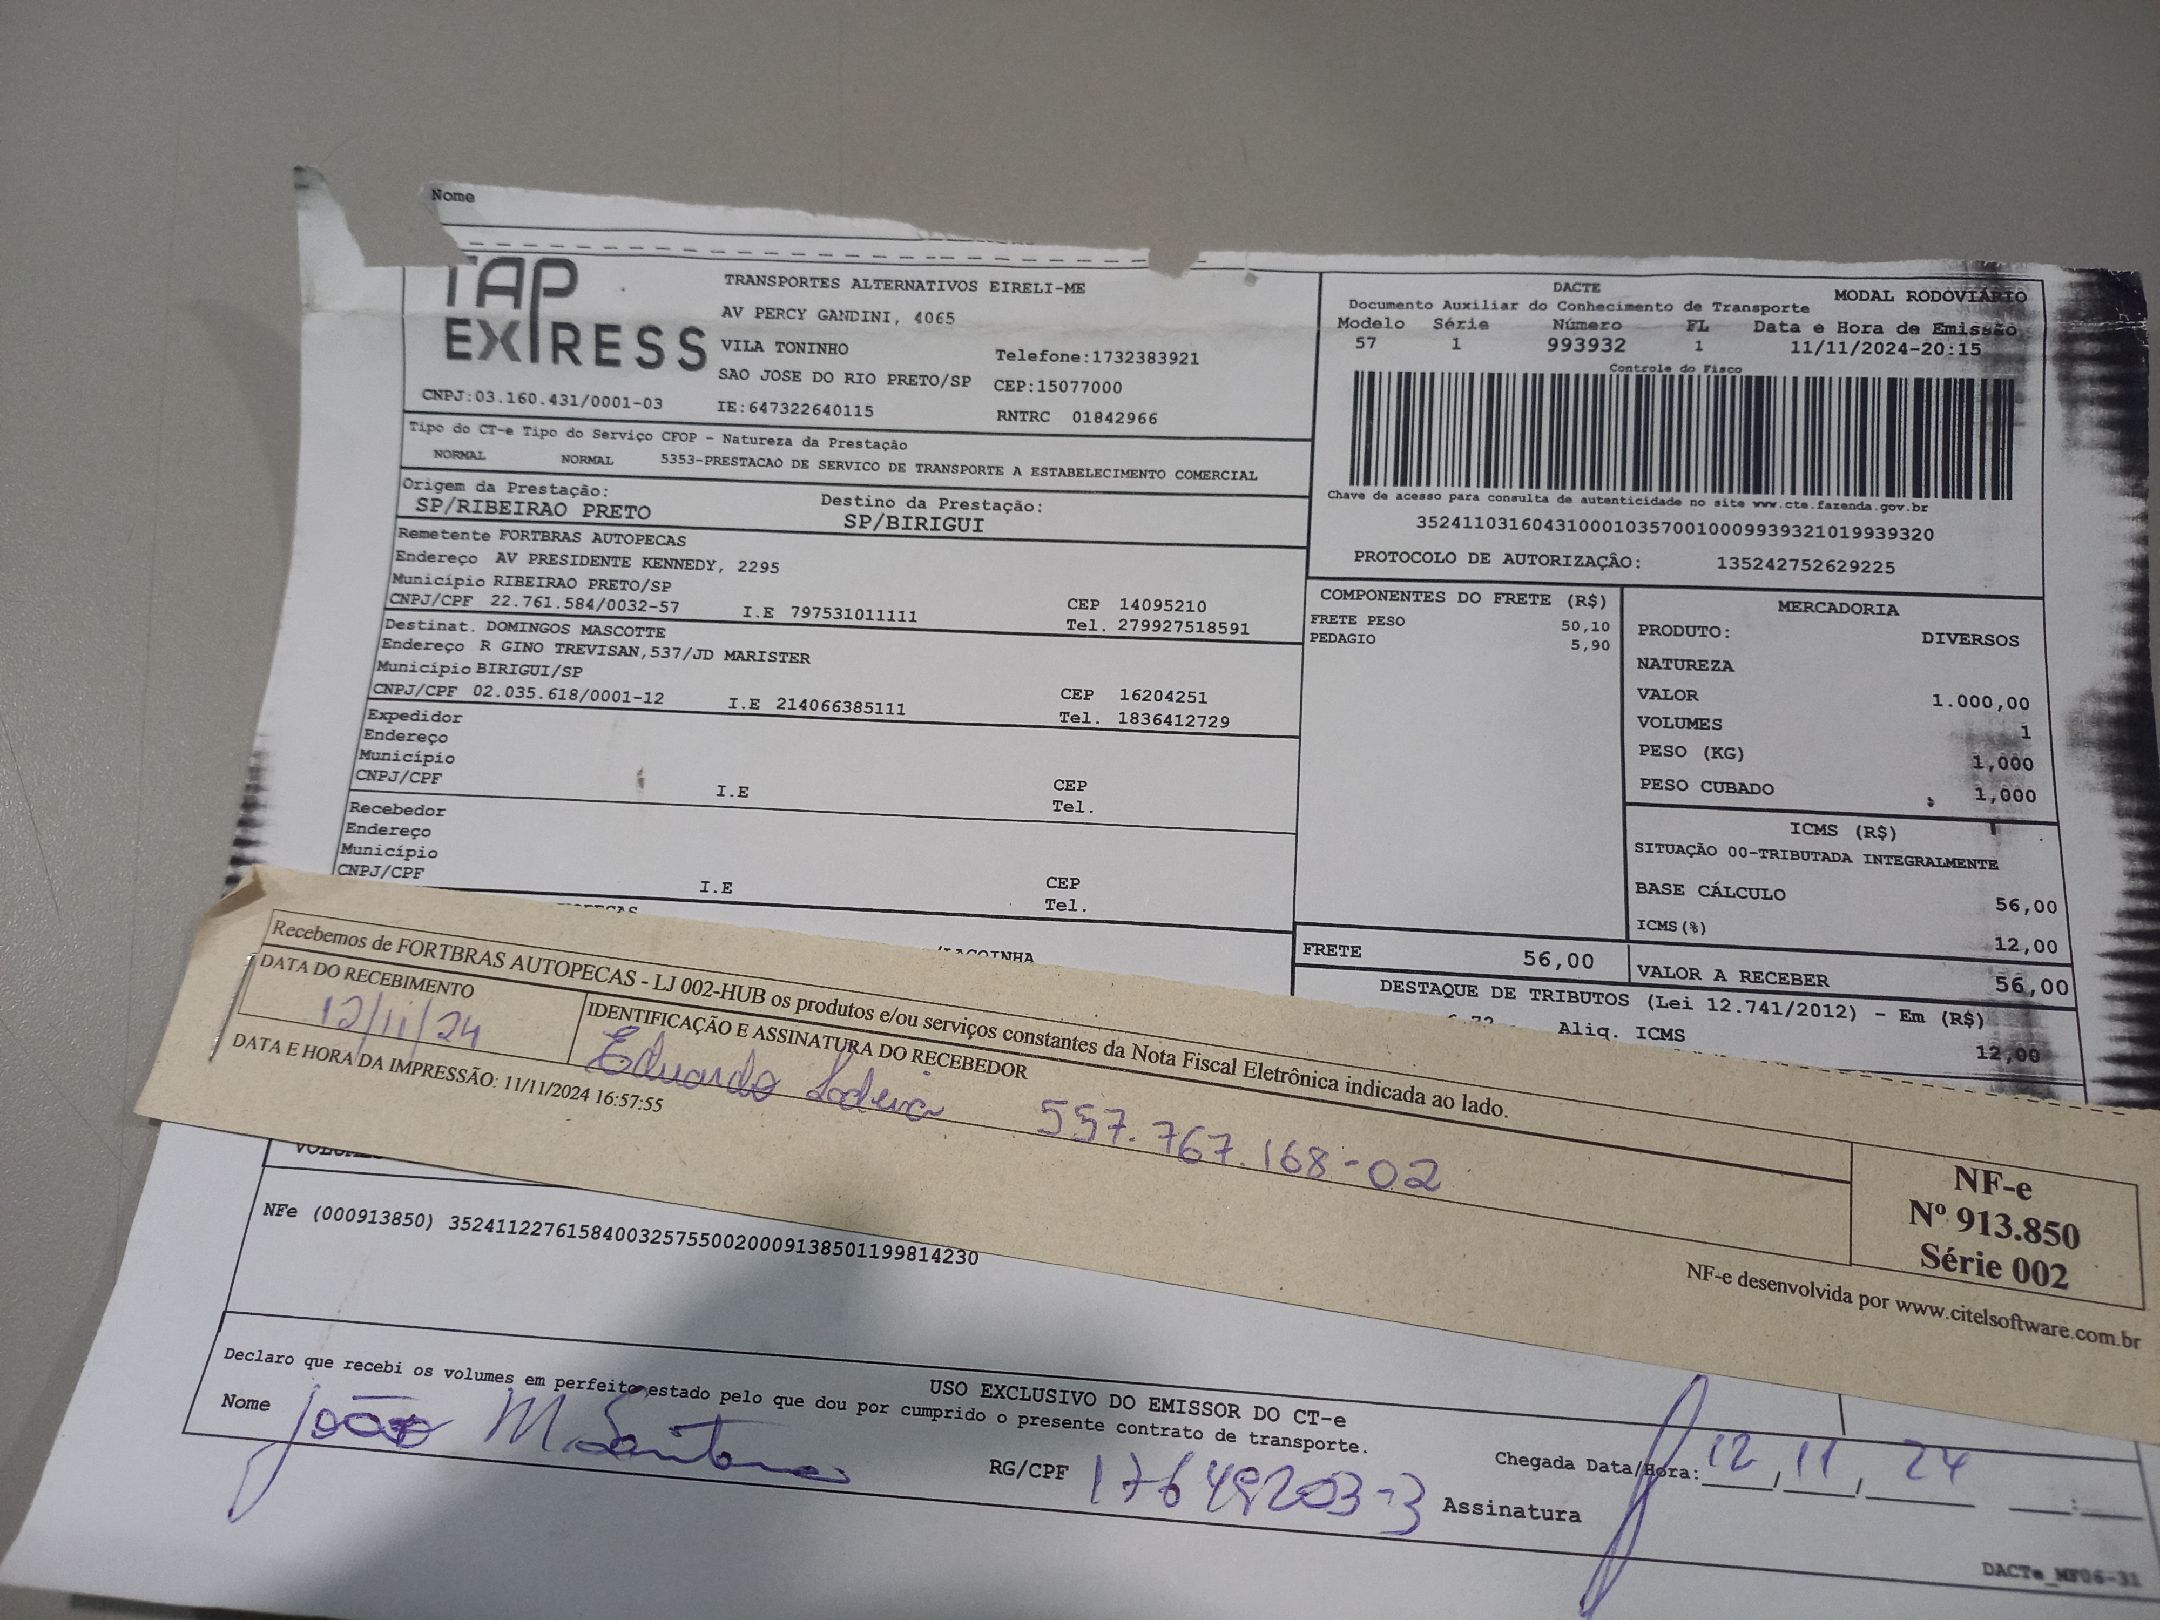 Nome
TAP
EXPRESS
CNPJ:03.160.431/0001-03
TRANSPORTES ALTERNATIVOS EIRELI-ME
AV PERCY GANDINI, 4065
VILA TONINHO
Telefone:1732383921
SAO JOSE DO RIO PRETO/SP CEP:15077000
IE:647322640115 RNTRC 01842966
DACTE
MODAL RODOVIÁRIO
Documento Auxiliar do Conhecimento de Transporte
Modelo Série Número FL Data e Hora de Emissão
57 1 993932 1 11/11/2024-20:15
Controle do Fisco
Chave de acesso para consulta de autenticidade no site www.cte.fazenda.gov.br
35241103160431000103570010009939321019939320
PROTOCOLO DE AUTORIZAÇÃO: 135242752629225
Tipo do CT-e Tipo do Serviço CFOP - Natureza da Prestação
NORMAL NORMAL 5353-PRESTACAO DE SERVICO DE TRANSPORTE A ESTABELECIMENTO COMERCIAL
Origem da Prestação: Destino da Prestação:
SP/RIBEIRAO PRETO SP/BIRIGUI
Remetente FORTBRAS AUTOPECAS
Endereço AV PRESIDENTE KENNEDY, 2295
Município RIBEIRAO PRETO/SP CEP 14095210
CNPJ/CPF 22.761.584/0032-57 I.E 797531011111 Tel. 279927518591
Destinat. DOMINGOS MASCOTTE
Endereço R GINO TREVISAN,537/JD MARISTER
Município BIRIGUI/SP CEP 16204251
CNPJ/CPF 02.035.618/0001-12 I.E 214066385111 Tel. 1836412729
Expedidor
Endereço
Município CEP
CNPJ/CPF I.E Tel.
Recebedor
Endereço
Município CEP
CNPJ/CPF I.E Tel.
COMPONENTES DO FRETE (R$)
FRETE PESO 50,10
PEDAGIO 5,90
MERCADORIA
PRODUTO: DIVERSOS
NATUREZA
VALOR 1.000,00
VOLUMES 1
PESO (KG) 1,000
PESO CUBADO 1,000
ICMS (R$)
SITUAÇÃO 00-TRIBUTADA INTEGRALMENTE
BASE CÁLCULO 56,00
ICMS(%) 12,00
FRETE 56,00 VALOR A RECEBER 56,00
DESTAQUE DE TRIBUTOS (Lei 12.741/2012) - Em (R$)
Aliq. ICMS 12,00
Recebemos de FORTBRAS AUTOPECAS - LJ 002-HUB os produtos e/ou serviços constantes da Nota Fiscal Eletrônica indicada ao lado.
DATA DO RECEBIMENTO IDENTIFICAÇÃO E ASSINATURA DO RECEBEDOR
12/11/24 Eduardo 557.767.168-02
DATA E HORA DA IMPRESSÃO: 11/11/2024 16:57:55
NF-e
Nº 913.850
Série 002
NF-e desenvolvida por www.citelsoftware.com.br
NFe (000913850) 35241122761584003257550020009138501199814230
USO EXCLUSIVO DO EMISSOR DO CT-e
Declaro que recebi os volumes em perfeito estado pelo que dou por cumprido o presente contrato de transporte.
Nome João M. RG/CPF 17649203-3 Assinatura
Chegada Data/Hora: 12, 11, 24 :
DACTe_MF06-31